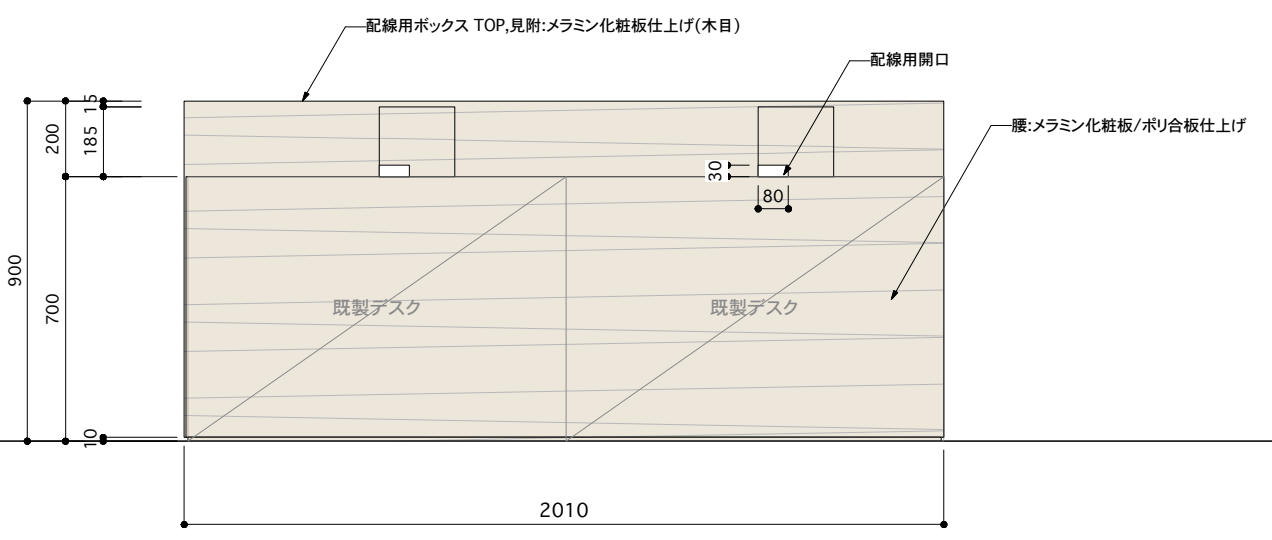 配線用ボックス TOP,見附:メラミン化粧板仕上げ(木目)
配線用開口
腰:メラミン化粧板/ポリ合板仕上げ
15
200
185
30
80
900
700
既製デスク
既製デスク
10
2010